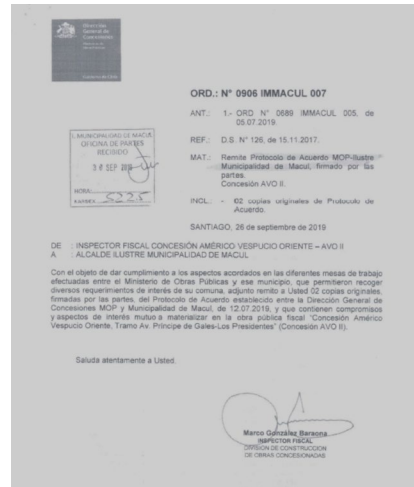 Dirección
General de
Concesiones
Gobierno de Chile
ORD.: N° 0906 IMMACUL 007
ANT.: 1.- ORD N° 0689 IMMACUL 005, de
05.07.2019.
I. MUNICIPALIDAD DE MACUL
OFICINA DE PARTES
RECIBIDO
30 SEP 2019
HORA:
5225
REF.: D.S. N° 126, de 15.11.2017.
MAT.: Remite Protocolo de Acuerdo MOP-Ilustre
Municipalidad de Macul, firmado por las
partes.
Concesión AVO II.
INCL.: - 02 copias originales de Protocolo de
Acuerdo.
SANTIAGO, 26 de septiembre de 2019
DE : INSPECTOR FISCAL CONCESIÓN AMÉRICO VESPUCIO ORIENTE – AVO II
A : ALCALDE ILUSTRE MUNICIPALIDAD DE MACUL
Con el objeto de dar cumplimiento a los aspectos acordados en las diferentes mesas de trabajo
efectuadas entre el Ministerio de Obras Públicas y ese municipio, que permitieron recoger
diversos requerimientos de interés de su comuna, adjunto remito a Usted 02 copias originales,
firmadas por las partes, del Protocolo de Acuerdo establecido entre la Dirección General de
Concesiones MOP y Municipalidad de Macul, de 12.07.2019, y que contienen compromisos
y aspectos de interés mutuo a materializar en la obra pública fiscal "Concesión Américo
Vespucio Oriente, Tramo Av. Príncipe de Gales-Los Presidentes" (Concesión AVO II).
Saluda atentamente a Usted.
Marco González Baraona
INSPECTOR FISCAL
DIVISIÓN DE CONSTRUCCIÓN
DE OBRAS CONCESIONADAS